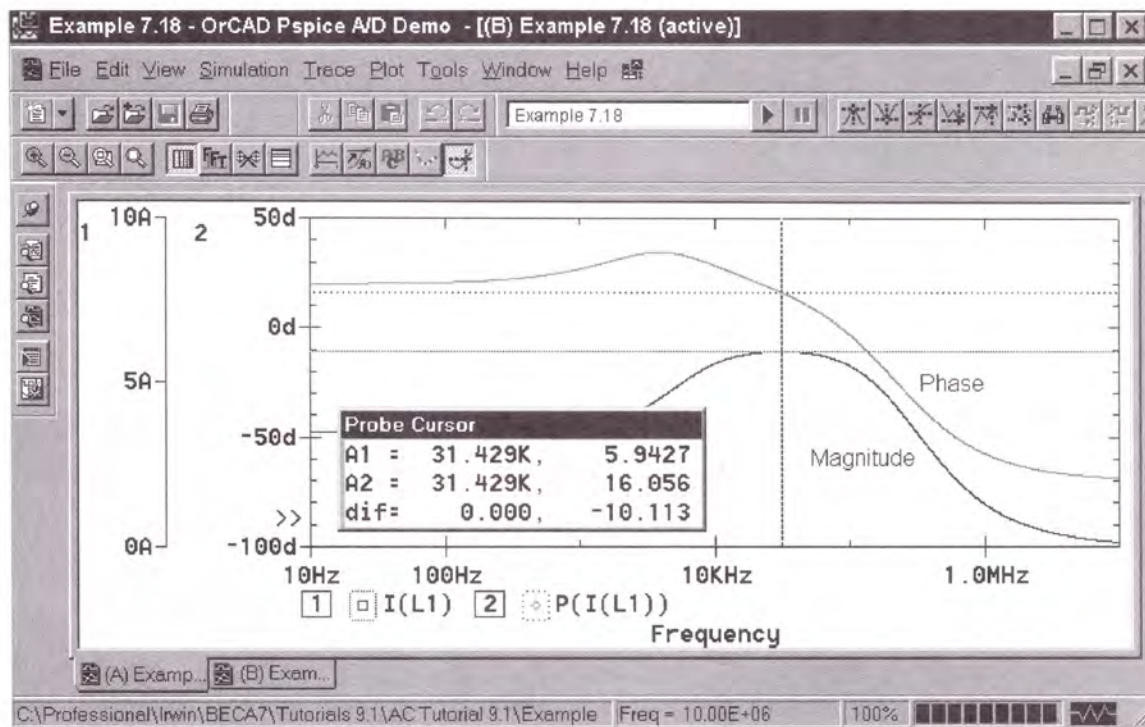 Example 7.18 - OrCAD Pspice A/D Demo - [(B) Example 7.18 (active)]
File Edit View Simulation Trace Plot Tools Window Help
Example 7.18
FFT
10A
1
2
50d
0d
5A
-50d
Phase
Magnitude
Probe Cursor
A1 = 31.429K, 5.9427
A2 = 31.429K, 16.056
dif= 0.000, -10.113
>>
0A
-100d
10Hz 100Hz 10KHz 1.0MHz
1 I(L1) 2 P(I(L1))
Frequency
(A) Examp... (B) Exam...
C:\Professional\Irwin\BECA7\Tutorials 9.1\AC Tutorial 9.1\Example Freq = 10.00E+06 100%